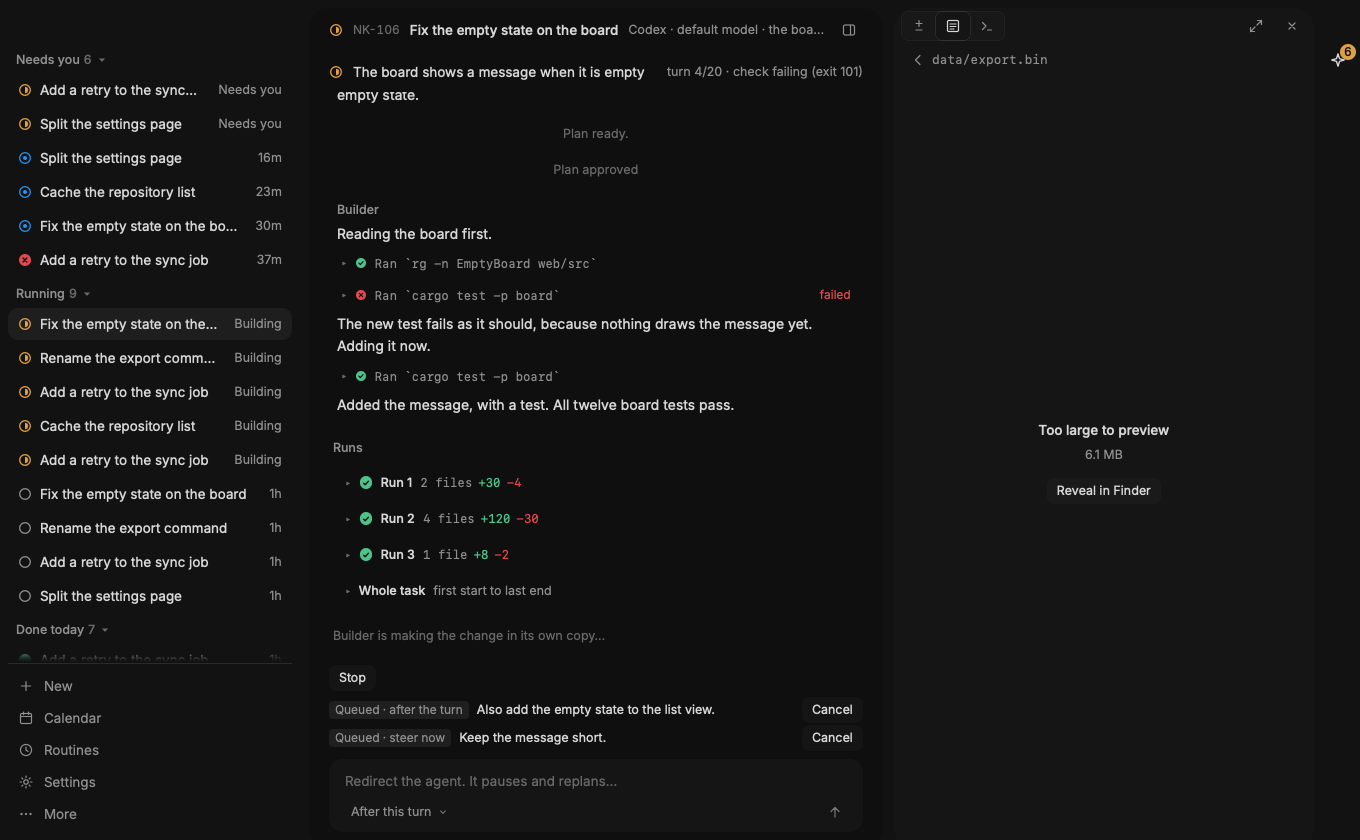 Needs you 6
Add a retry to the sync... Needs you
Split the settings page Needs you
Split the settings page 16m
Cache the repository list 23m
Fix the empty state on the bo... 30m
Add a retry to the sync job 37m
Running 9
Fix the empty state on the... Building
Rename the export comm... Building
Add a retry to the sync job Building
Cache the repository list Building
Add a retry to the sync job Building
Fix the empty state on the board 1h
Rename the export command 1h
Add a retry to the sync job 1h
Split the settings page 1h
Done today 7
Add a retry to the sync job 1h
New
Calendar
Routines
Settings
More
NK-106 Fix the empty state on the board Codex · default model · the boa...
The board shows a message when it is empty turn 4/20 · check failing (exit 101)
empty state.
Plan ready.
Plan approved
Builder
Reading the board first.
Ran `rg -n EmptyBoard web/src`
Ran `cargo test -p board` failed
The new test fails as it should, because nothing draws the message yet.
Adding it now.
Ran `cargo test -p board`
Added the message, with a test. All twelve board tests pass.
Runs
Run 1 2 files +30 −4
Run 2 4 files +120 −30
Run 3 1 file +8 −2
Whole task first start to last end
Builder is making the change in its own copy...
Stop
Queued · after the turn Also add the empty state to the list view. Cancel
Queued · steer now Keep the message short. Cancel
Redirect the agent. It pauses and replans...
After this turn
data/export.bin
Too large to preview
6.1 MB
Reveal in Finder
6